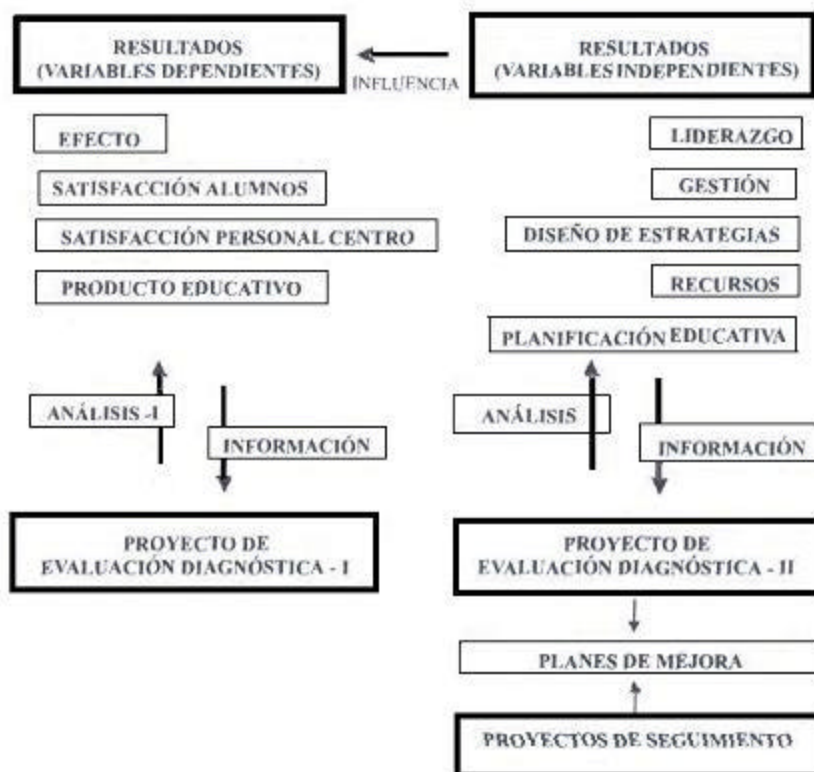 RESULTADOS
(VARIABLES DEPENDIENTES)
INFLUENCIA
RESULTADOS
(VARIABLES INDEPENDIENTES)
EFECTO
SATISFACCIÓN ALUMNOS
SATISFACCIÓN PERSONAL CENTRO
PRODUCTO EDUCATIVO
LIDERAZGO
GESTIÓN
DISEÑO DE ESTRATEGIAS
RECURSOS
PLANIFICACIÓN EDUCATIVA
ANÁLISIS -I
INFORMACIÓN
ANÁLISIS
INFORMACIÓN
PROYECTO DE
EVALUACIÓN DIAGNÓSTICA - I
PROYECTO DE
EVALUACIÓN DIAGNÓSTICA - II
PLANES DE MEJORA
PROYECTOS DE SEGUIMIENTO